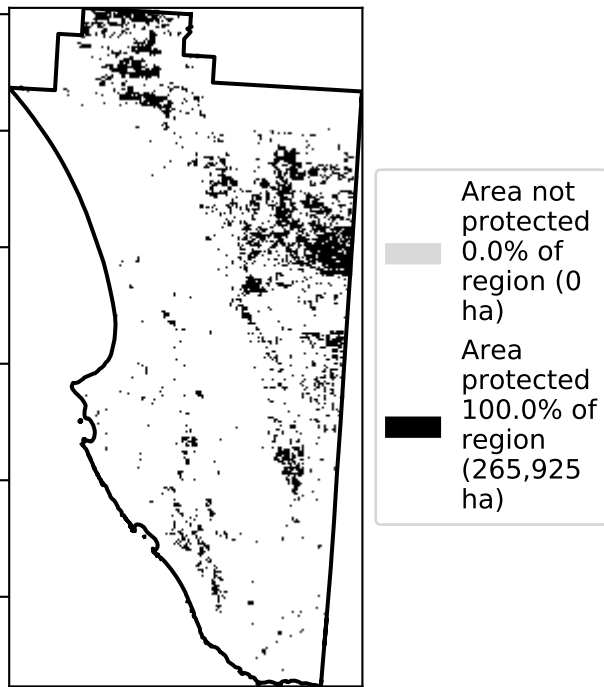 Area not
protected
0.0% of
region (0
ha)
Area
protected
100.0% of
region
(265,925
ha)